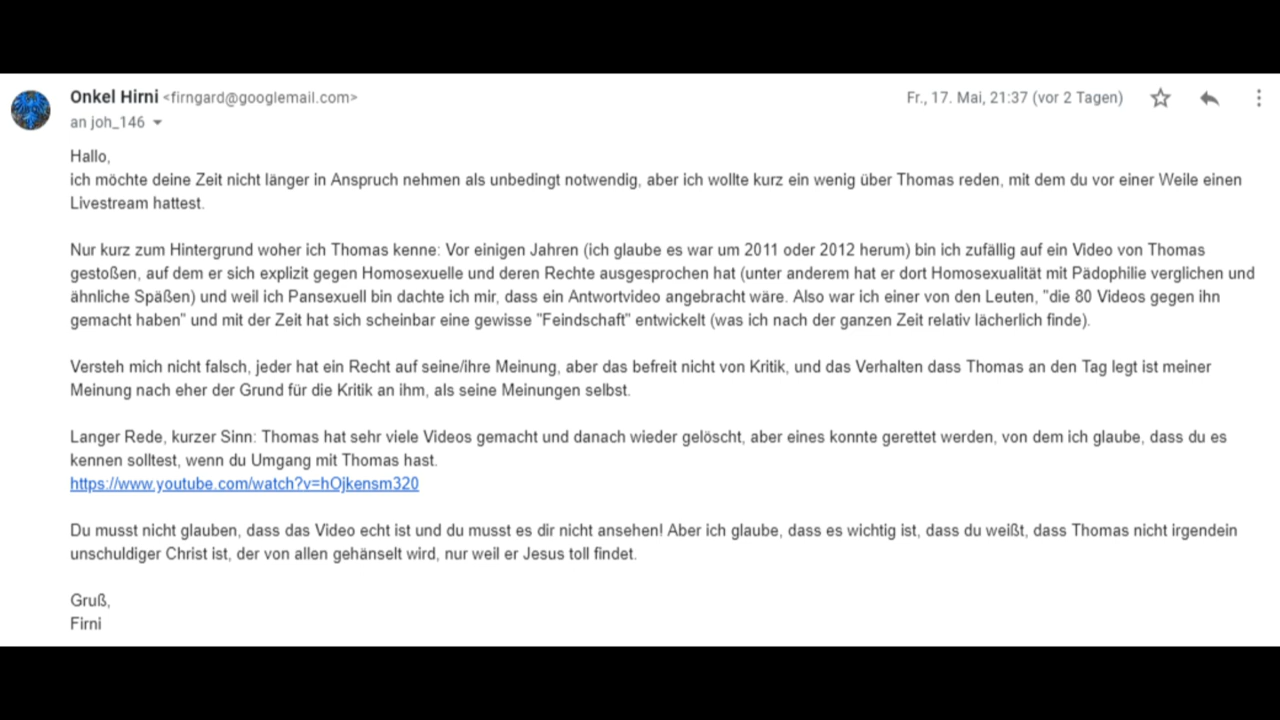 Onkel Hirni <firngard@googlemail.com>
Fr., 17. Mai, 21:37 (vor 2 Tagen)
an joh_146
Hallo,
ich möchte deine Zeit nicht länger in Anspruch nehmen als unbedingt notwendig, aber ich wollte kurz ein wenig über Thomas reden, mit dem du vor einer Weile einen
Livestream hattest.
Nur kurz zum Hintergrund woher ich Thomas kenne: Vor einigen Jahren (ich glaube es war um 2011 oder 2012 herum) bin ich zufällig auf ein Video von Thomas
gestoßen, auf dem er sich explizit gegen Homosexuelle und deren Rechte ausgesprochen hat (unter anderem hat er dort Homosexualität mit Pädophilie verglichen und
ähnliche Späßen) und weil ich Pansexuell bin dachte ich mir, dass ein Antwortvideo angebracht wäre. Also war ich einer von den Leuten, "die 80 Videos gegen ihn
gemacht haben" und mit der Zeit hat sich scheinbar eine gewisse "Feindschaft" entwickelt (was ich nach der ganzen Zeit relativ lächerlich finde).
Versteh mich nicht falsch, jeder hat ein Recht auf seine/ihre Meinung, aber das befreit nicht von Kritik, und das Verhalten dass Thomas an den Tag legt ist meiner
Meinung nach eher der Grund für die Kritik an ihm, als seine Meinungen selbst.
Langer Rede, kurzer Sinn: Thomas hat sehr viele Videos gemacht und danach wieder gelöscht, aber eines konnte gerettet werden, von dem ich glaube, dass du es
kennen solltest, wenn du Umgang mit Thomas hast.
https://www.youtube.com/watch?v=hOjkensm320
Du musst nicht glauben, dass das Video echt ist und du musst es dir nicht ansehen! Aber ich glaube, dass es wichtig ist, dass du weißt, dass Thomas nicht irgendein
unschuldiger Christ ist, der von allen gehänselt wird, nur weil er Jesus toll findet.
Gruß,
Firni